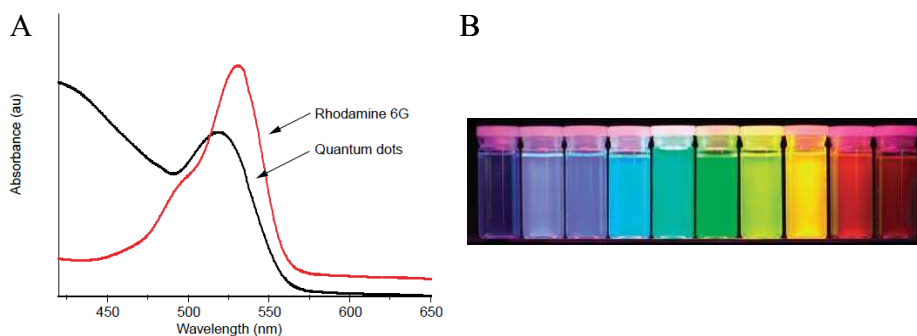 A
Absorbance (au)
Rhodamine 6G
Quantum dots
450
500
550
600
650
Wavelength (nm)
B